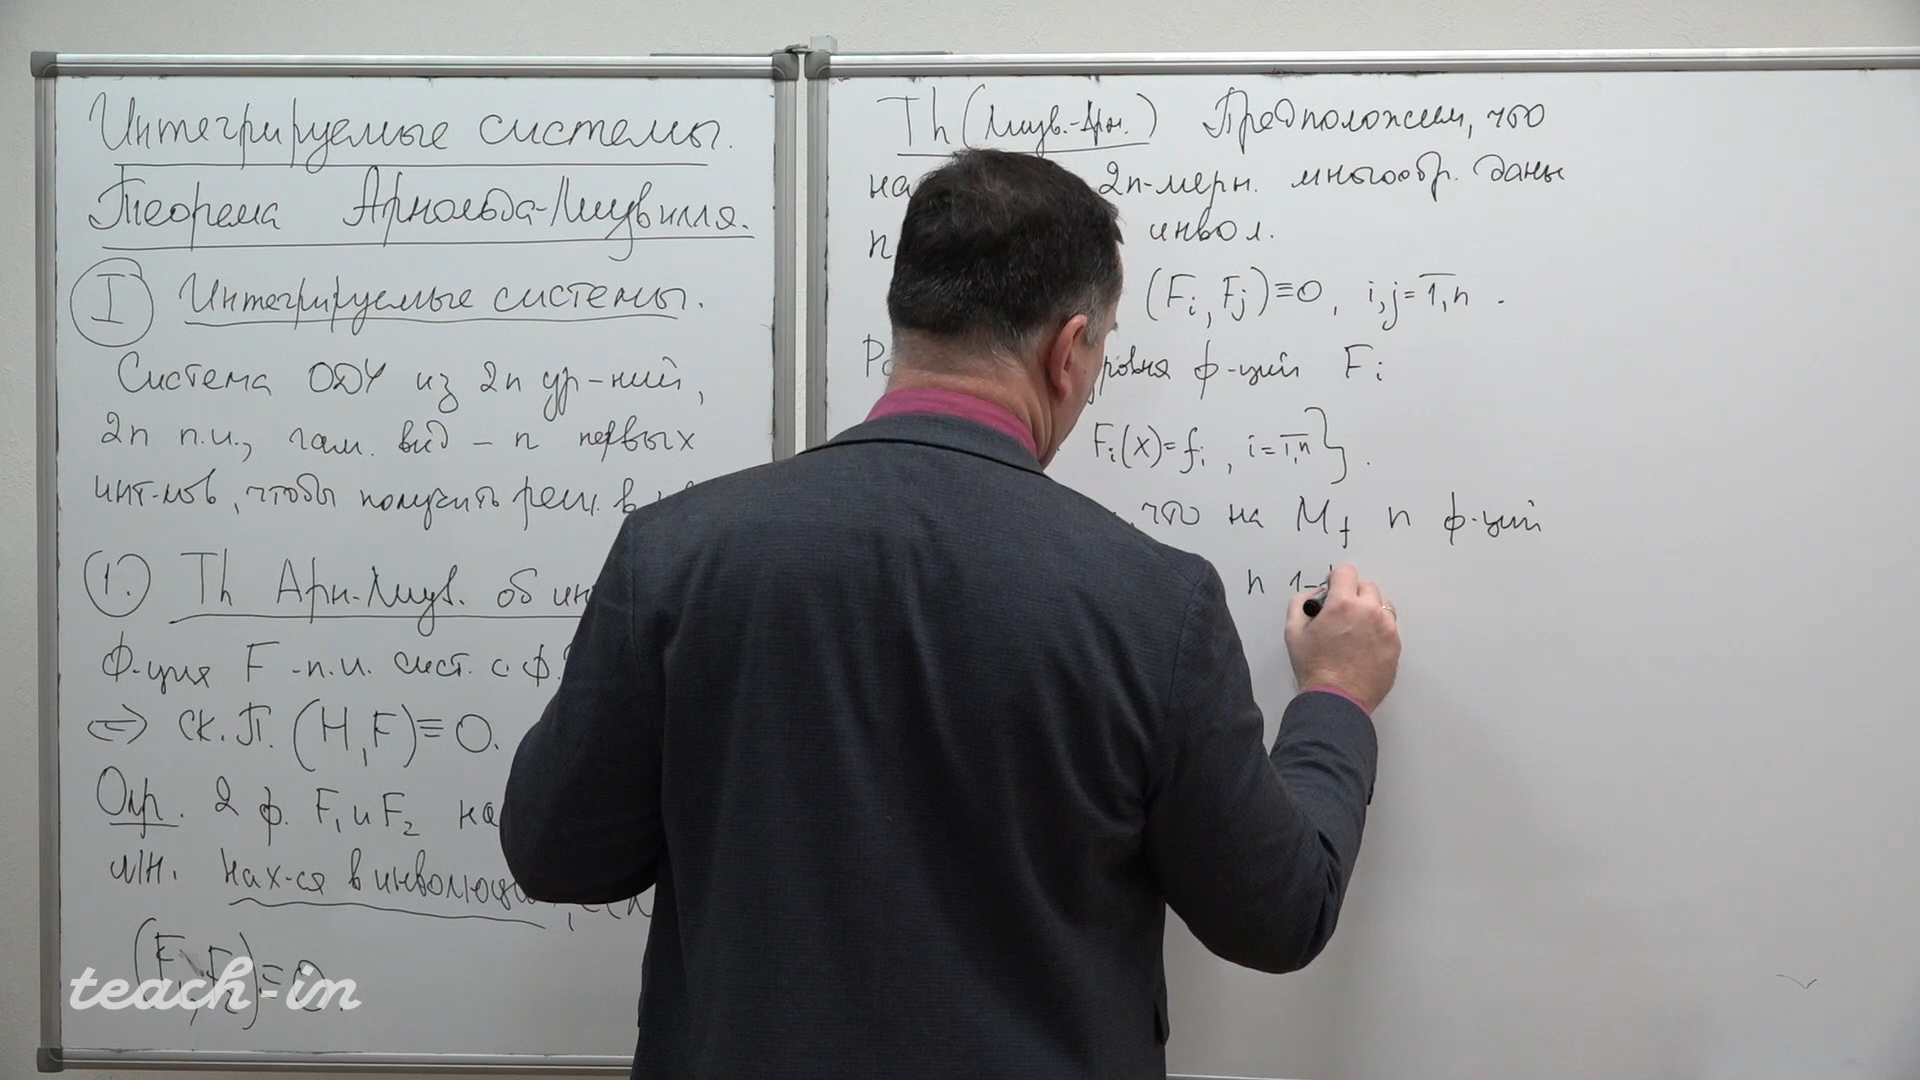 Интегрируемые системы.
Теорема Арнольда-Лиувилля.
I Интегрируемые системы.
Система ОДУ из 2n ур-ний,
2n п.и., гам. вид - n первых
инт-лов, чтобы получить реш. в
1. Th Арн-Лиув. об ин
Ф-ция F - п.и. сист. с ф.
⇔ ск. П. (H, F) ≡ 0.
Опр. 2 ф. F₁ и F₂ на
м/н. нах-ся в инволюци
(F₁, F₂) ≡ 0.
teach-in
Th (Лиув.-Арн.) Предположим, что
на 2n-мерн. многообр. даны
n инвол.
(Fi, Fj) ≡ 0, i,j = 1,n .
ровня ф-ций Fi
Fi(x) = fi, i = 1,n}.
, что на Mf n ф-ций
n 1-